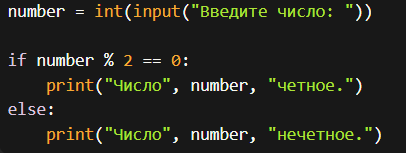 number = int(input("Введите число: "))
if number % 2 == 0:
    print("Число", number, "четное.")
else:
    print("Число", number, "нечетное.")